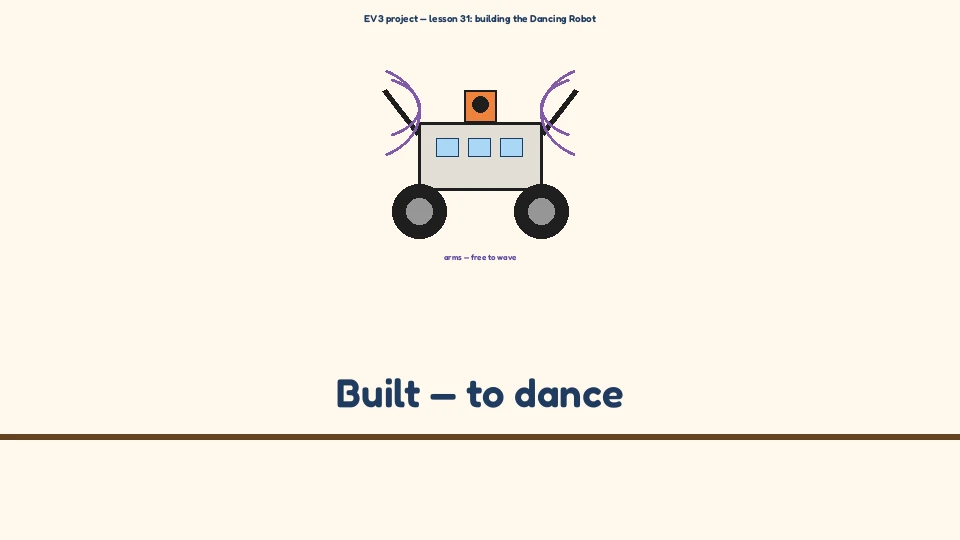 EV3 project — lesson 31: building the Dancing Robot
arms — free to wave
Built — to dance